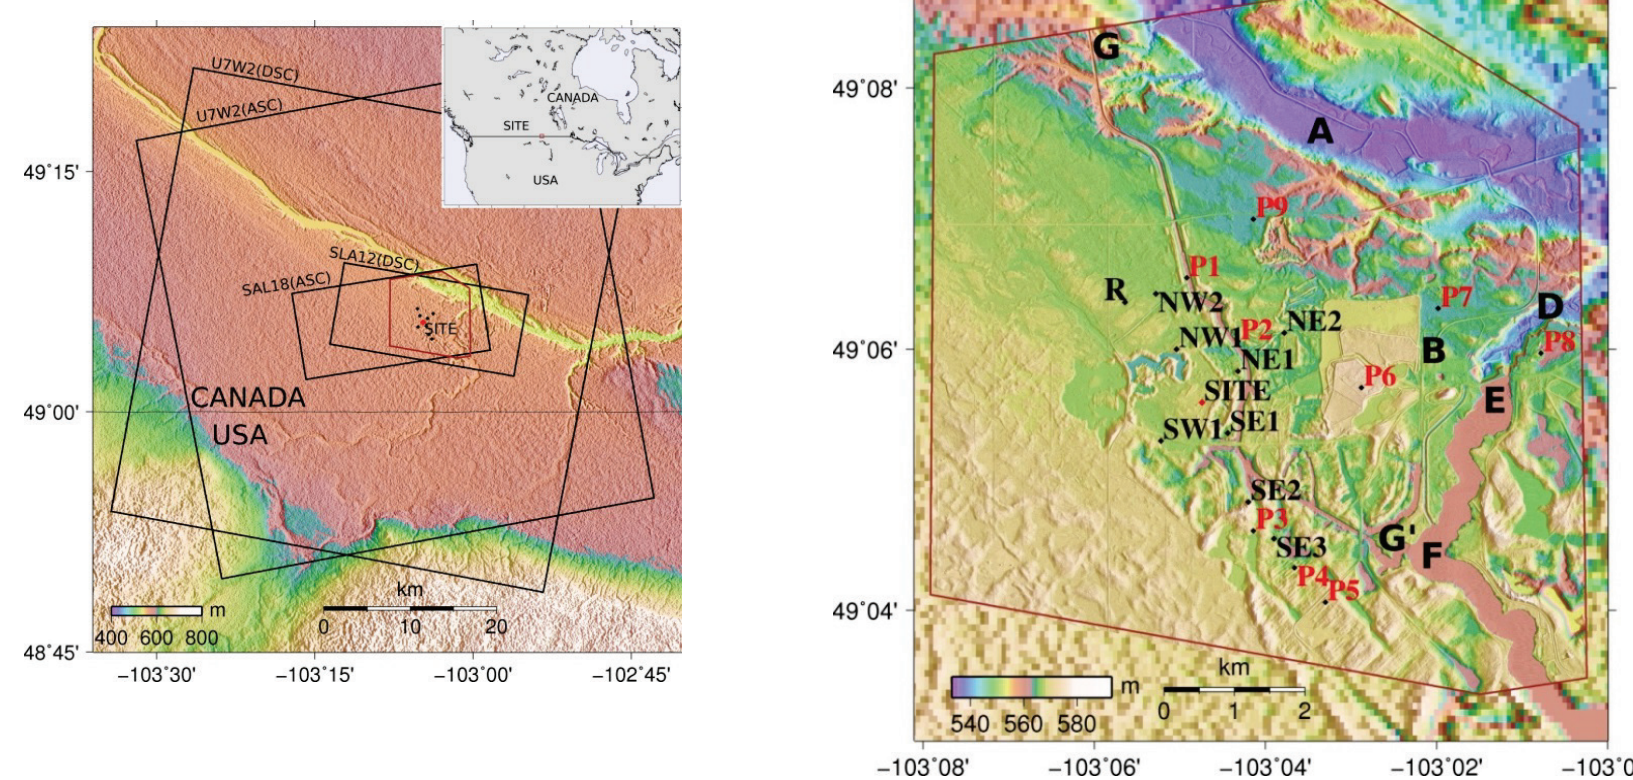 U7W2(DSC)
U7W2(ASC)
CANADA
SITE
USA
49°15'
SLA12(DSC)
SAL18(ASC)
SITE
CANADA
49°00'
USA
km
m
400 600 800
0 10 20
48°45'
−103°30' −103°15' −103°00' −102°45'
G
49°08'
A
P9
P1
R
NW2
P7
D
P2
NE2
NW1
B
P8
49°06'
NE1
P6
SITE
E
SW1
SE1
SE2
P3
G'
SE3
F
P4
P5
49°04'
km
m
540 560 580
0 1 2
−103°08' −103°06' −103°04' −103°02' −103°0